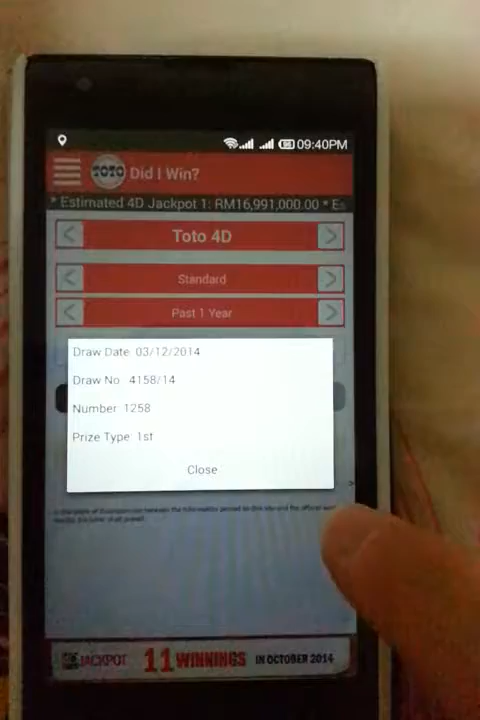 09:40PM
TOTO Did I Win?
* Estimated 4D Jackpot 1: RM16,991,000.00 * Es
Toto 4D
Standard
Past 1 Year
Draw Date: 03/12/2014
Draw No.: 4158/14
Number: 1258
Prize Type: 1st
Close
JACKPOT 11 WINNINGS IN OCTOBER 2014